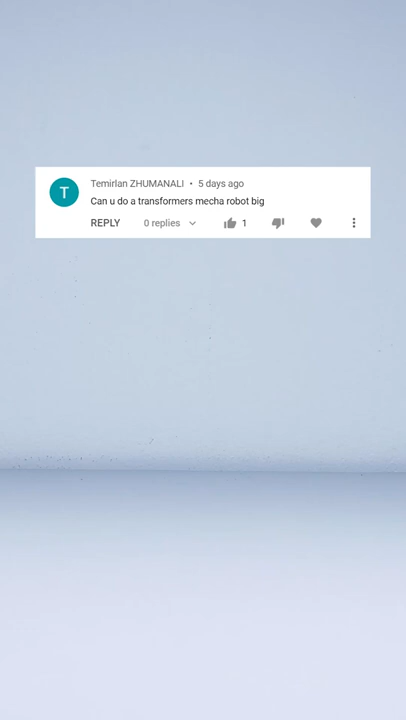 T
Temirlan ZHUMANALI • 5 days ago
Can u do a transformers mecha robot big
REPLY 0 replies 1